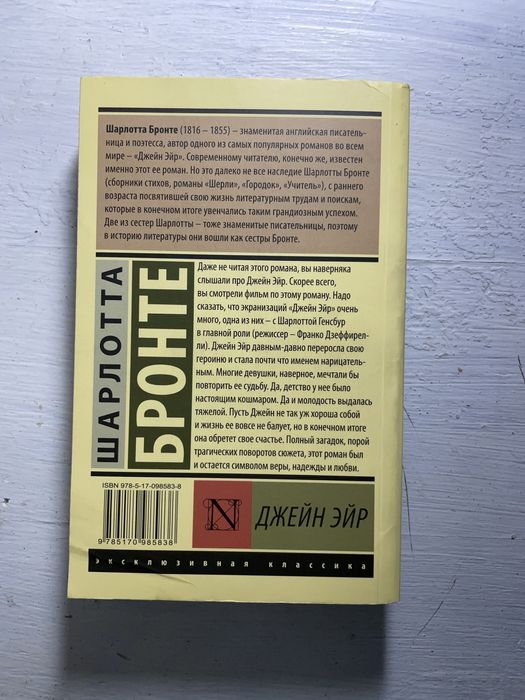 Шарлотта Бронте (1816 – 1855) – знаменитая английская писатель-
ница и поэтесса, автор одного из самых популярных романов во всем
мире – «Джейн Эйр». Современному читателю, конечно же, известен
именно этот ее роман. Но это далеко не все наследие Шарлотты Бронте
(сборники стихов, романы «Шерли», «Городок», «Учитель»), с раннего
возраста посвятившей свою жизнь литературным трудам и поискам,
которые в конечном итоге увенчались таким грандиозным успехом.
Две из сестер Шарлотты – тоже знаменитые писательницы, поэтому
в историю литературы они вошли как сестры Бронте.
ШАРЛОТТА
БРОНТЕ
Даже не читая этого романа, вы наверняка
слышали про Джейн Эйр. Скорее всего,
вы смотрели фильм по этому роману. Надо
сказать, что экранизаций «Джейн Эйр» очень
много, одна из них – с Шарлоттой Генсбур
в главной роли (режиссер – Франко Дзеффирел-
ли). Джейн Эйр давным-давно переросла свою
героиню и стала почти что именем нарицатель-
ным. Многие девушки, наверное, мечтали бы
повторить ее судьбу. Да, детство у нее было
настоящим кошмаром. Да и молодость выдалась
тяжелой. Пусть Джейн не так уж хороша собой
и жизнь ее вовсе не балует, но в конечном итоге
она обретет свое счастье. Полный загадок, порой
трагических поворотов сюжета, этот роман был
и остается символом веры, надежды и любви.
ISBN 978-5-17-098583-8
9 785170 985838
N
ДЖЕЙН ЭЙР
эксклюзивная классика